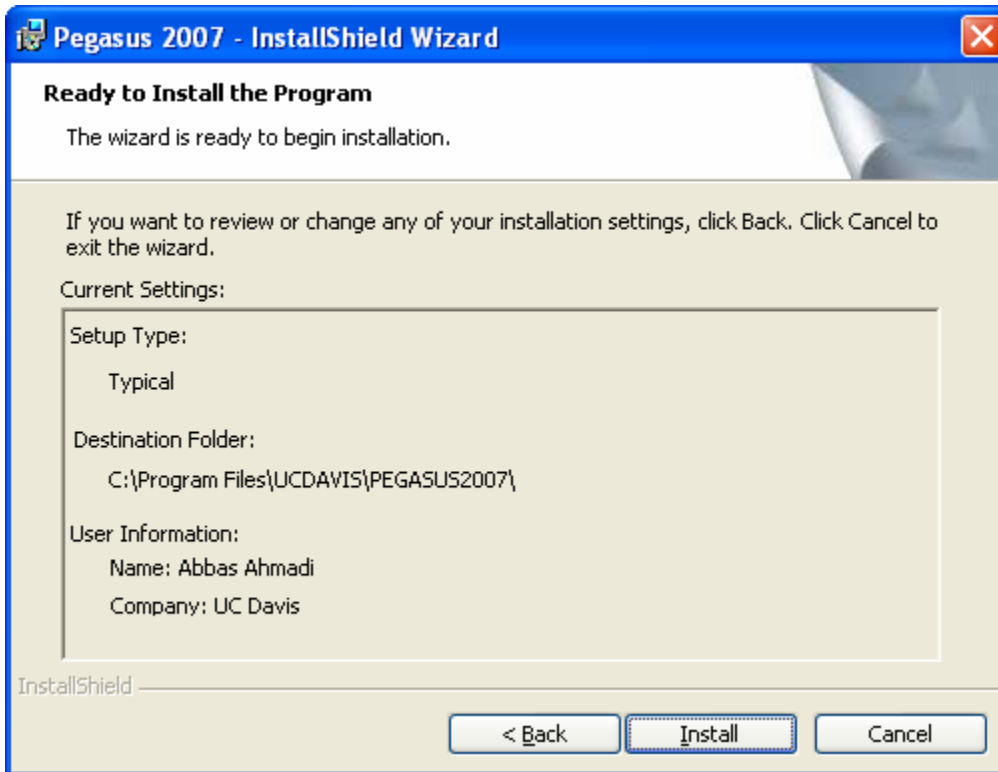 Pegasus 2007 - InstallShield Wizard
Ready to Install the Program
The wizard is ready to begin installation.
If you want to review or change any of your installation settings, click Back. Click Cancel to
exit the wizard.
Current Settings:
Setup Type:
Typical
Destination Folder:
C:\Program Files\UCDAVIS\PEGASUS2007\
User Information:
Name: Abbas Ahmadi
Company: UC Davis
InstallShield
< Back
Install
Cancel